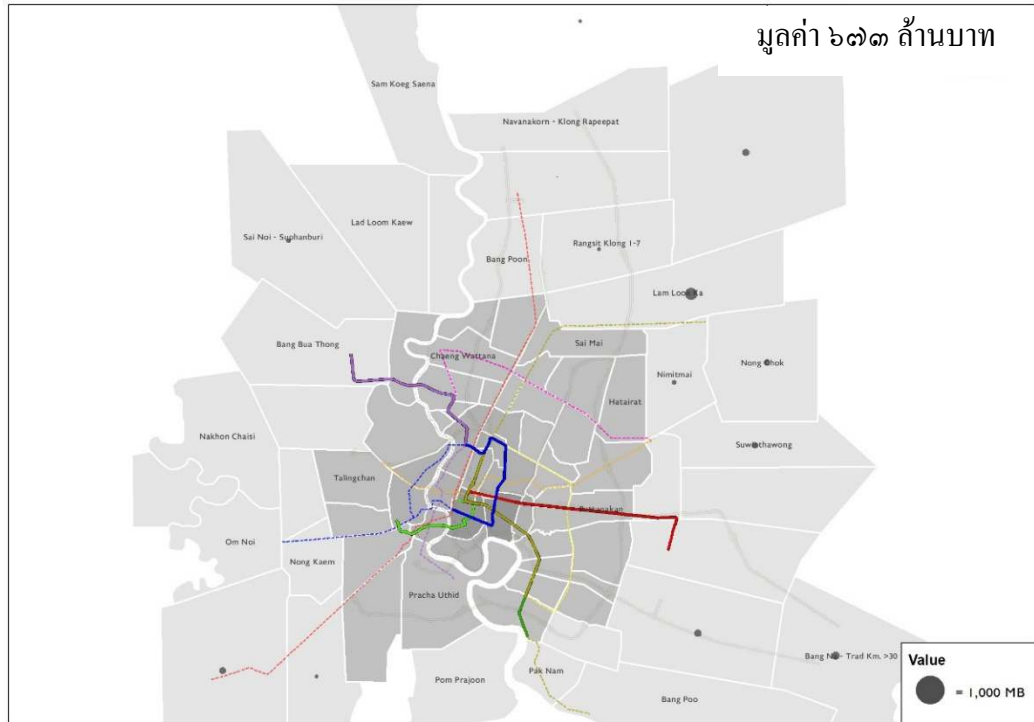 มูลค่า ๖๗๓ ล้านบาท
Sam Koeg Saena
Navanakorn - Klong Rapeepat
Lad Loom Kaew
Sai Noi - Suphanburi
Rangsit Klong 1-7
Bang Poon
Lam Look Ka
Bang Bua Thong
Chaeng Wattana
Sai Mai
Nong Chok
Nimitmai
Hatairat
Nakhon Chaisi
Suwinthawong
Talingchan
Pattanakan
Om Noi
Nong Kaem
Pracha Uthid
Bang Na - Trad Km. >30
Pak Nam
Pom Prajoon
Bang Poo
Value
= 1,000 MB